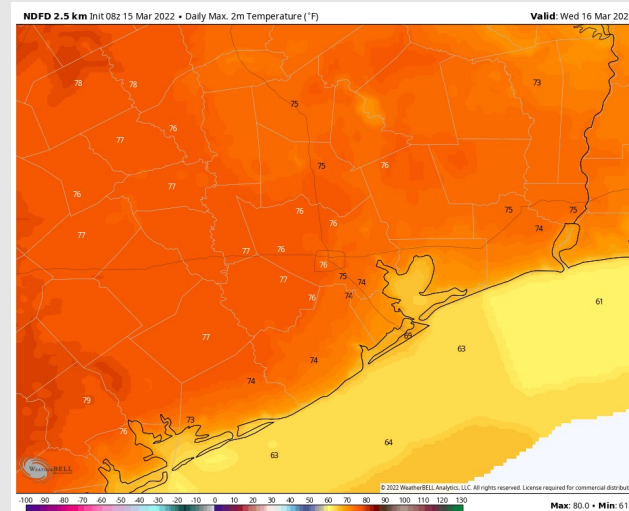 NDFD 2.5 km Init 08z 15 Mar 2022 • Daily Max. 2m Temperature (°F)
Valid: Wed 16 Mar 202
78 78 73
75
76
77
75 76
77
76
76 75 75
76
77 74
77 76
76
75
77 74
76 74
61
69
77 63
74
74
79
73
76
64
63
WeatherBELL
© 2022 WeatherBELL Analytics, LLC. All rights reserved. License required for commercial distribut
-100 -90 -80 -70 -60 -50 -40 -30 -20 -10 0 10 20 30 40 50 60 70 80 90 100 110 120 130
Max: 80.0 • Min: 61